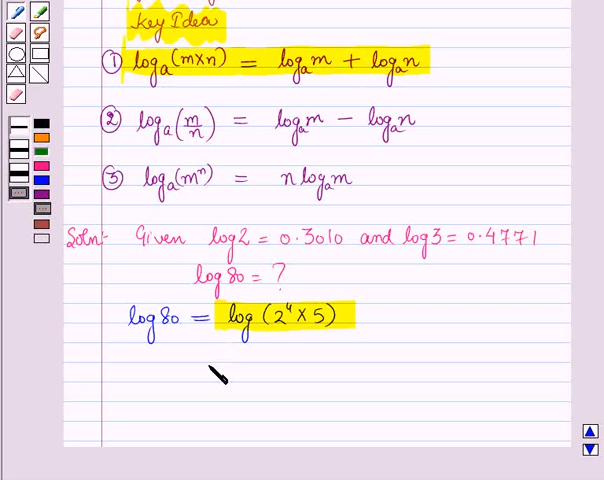 Key Idea
① logₐ(m×n) = logₐm + logₐn
② logₐ(m/n) = logₐm − logₐn
③ logₐ(mⁿ) = n logₐm
Soln:- Given log2 = 0.3010 and log3 = 0.4771
log 80 = ?
log 80 = log (2⁴ × 5)